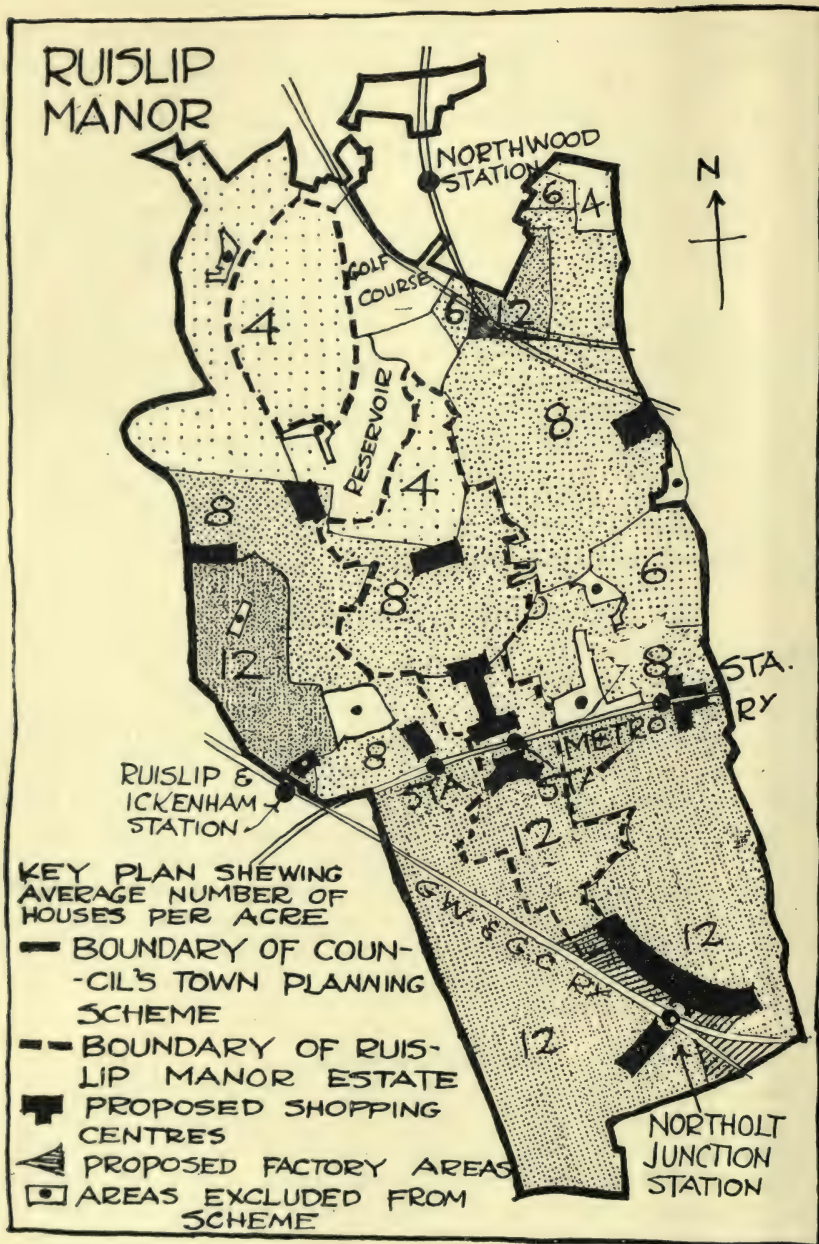 RUISLIP
MANOR
NORTHWOOD
STATION
N
6
4
GOLF
COURSE
4
6
12
RESERVOIR
8
4
8
6
8
12
8
STA.
RY
METRO
8
STA
STA
RUISLIP &
ICKENHAM
STATION
12
KEY PLAN SHEWING
AVERAGE NUMBER OF
HOUSES PER ACRE
G.W. & G.C. RY
12
BOUNDARY OF COUN-
-CIL'S TOWN PLANNING
SCHEME
12
BOUNDARY OF RUIS-
LIP MANOR ESTATE
PROPOSED SHOPPING
CENTRES
NORTHOLT
JUNCTION
STATION
PROPOSED FACTORY AREAS
AREAS EXCLUDED FROM
SCHEME